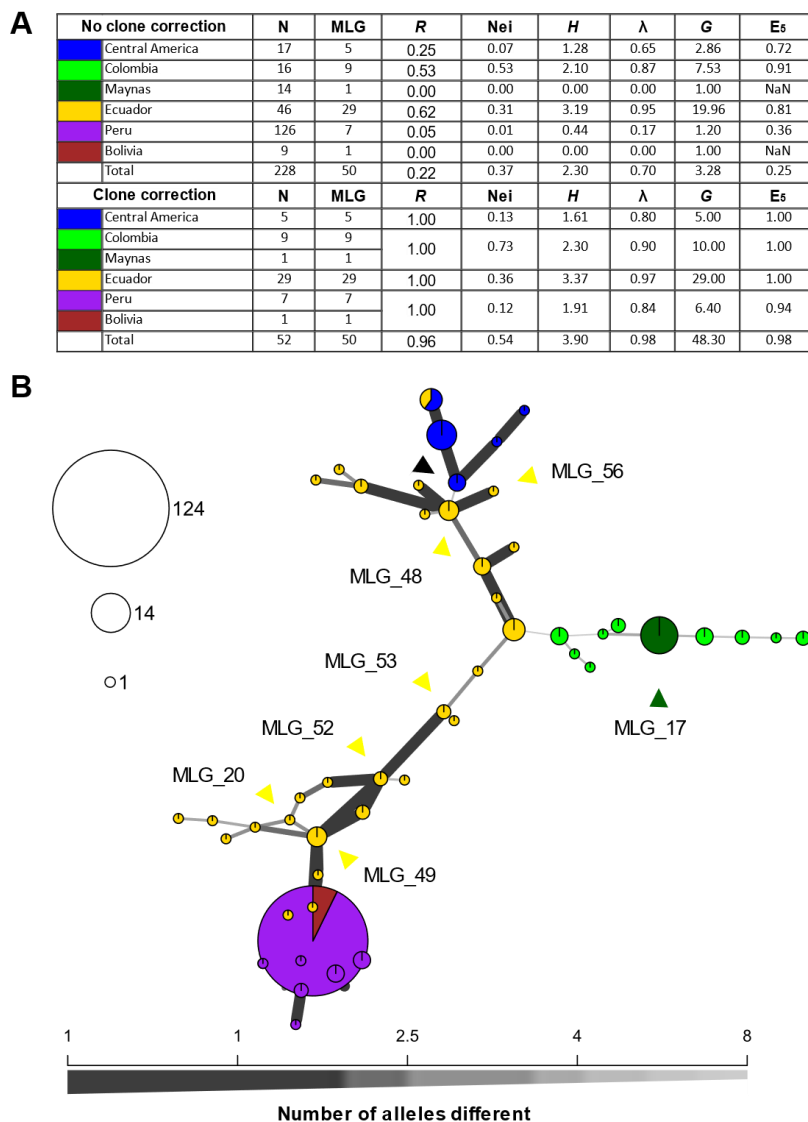 A
No clone correction N MLG R Nei H λ G E5
Central America 17 5 0.25 0.07 1.28 0.65 2.86 0.72
Colombia 16 9 0.53 0.53 2.10 0.87 7.53 0.91
Maynas 14 1 0.00 0.00 0.00 0.00 1.00 NaN
Ecuador 46 29 0.62 0.31 3.19 0.95 19.96 0.81
Peru 126 7 0.05 0.01 0.44 0.17 1.20 0.36
Bolivia 9 1 0.00 0.00 0.00 0.00 1.00 NaN
Total 228 50 0.22 0.37 2.30 0.70 3.28 0.25
Clone correction N MLG R Nei H λ G E5
Central America 5 5 1.00 0.13 1.61 0.80 5.00 1.00
Colombia 9 9 1.00 0.73 2.30 0.90 10.00 1.00
Maynas 1 1
Ecuador 29 29 1.00 0.36 3.37 0.97 29.00 1.00
Peru 7 7 1.00 0.12 1.91 0.84 6.40 0.94
Bolivia 1 1
Total 52 50 0.96 0.54 3.90 0.98 48.30 0.98
B
124
14
1
MLG_56
MLG_48
MLG_53
MLG_17
MLG_52
MLG_20
MLG_49
1 1 2.5 4 8
Number of alleles different